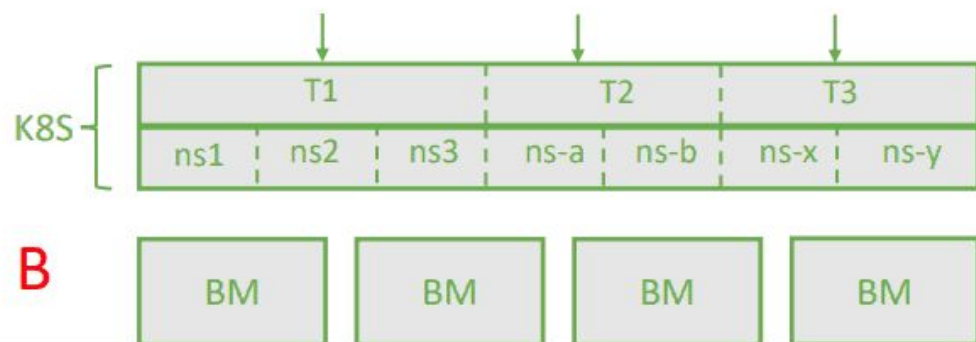 T1 T2 T3
K8S
ns1 ns2 ns3 ns-a ns-b ns-x ns-y
B
BM BM BM BM